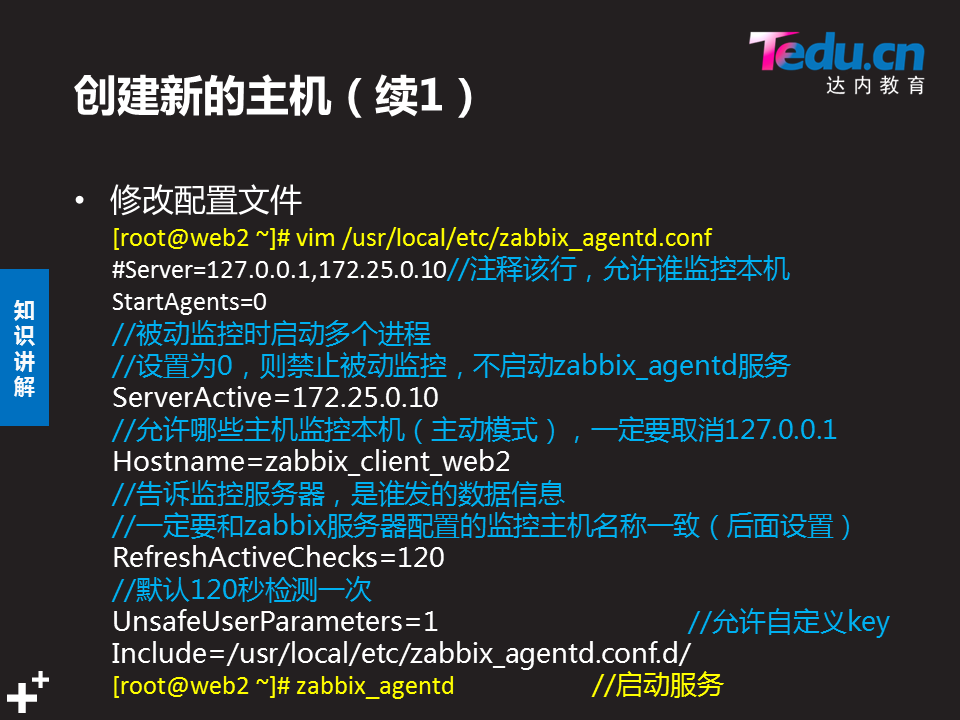 Tedu.cn
达内教育
创建新的主机（续1）
• 修改配置文件
[root@web2 ~]# vim /usr/local/etc/zabbix_agentd.conf
#Server=127.0.0.1,172.25.0.10//注释该行，允许谁监控本机
StartAgents=0
//被动监控时启动多个进程
//设置为0，则禁止被动监控，不启动zabbix_agentd服务
ServerActive=172.25.0.10
//允许哪些主机监控本机（主动模式），一定要取消127.0.0.1
Hostname=zabbix_client_web2
//告诉监控服务器，是谁发的数据信息
//一定要和zabbix服务器配置的监控主机名称一致（后面设置）
RefreshActiveChecks=120
//默认120秒检测一次
UnsafeUserParameters=1 //允许自定义key
Include=/usr/local/etc/zabbix_agentd.conf.d/
[root@web2 ~]# zabbix_agentd //启动服务
知识讲解